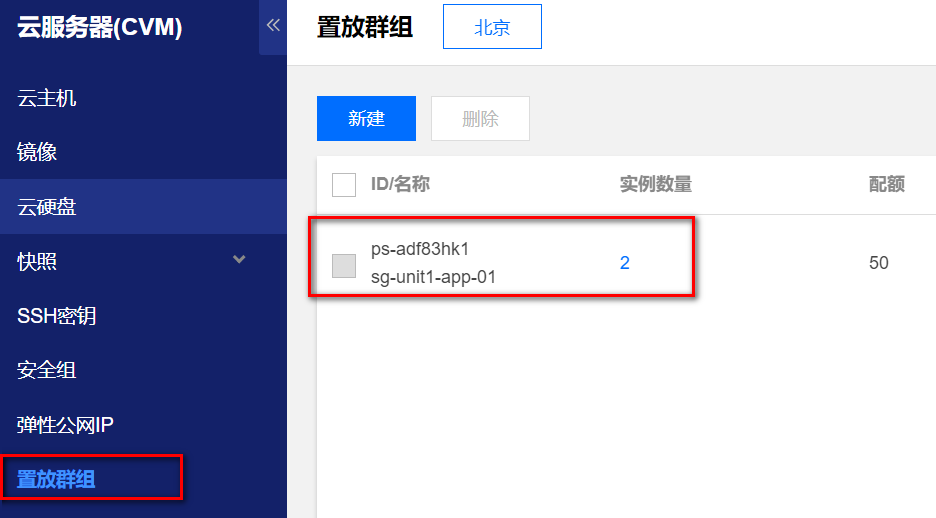 云服务器(CVM)
云主机
镜像
云硬盘
快照
SSH密钥
安全组
弹性公网IP
置放群组
置放群组 北京
新建 删除
ID/名称 实例数量 配额
ps-adf83hk1
sg-unit1-app-01 2 50